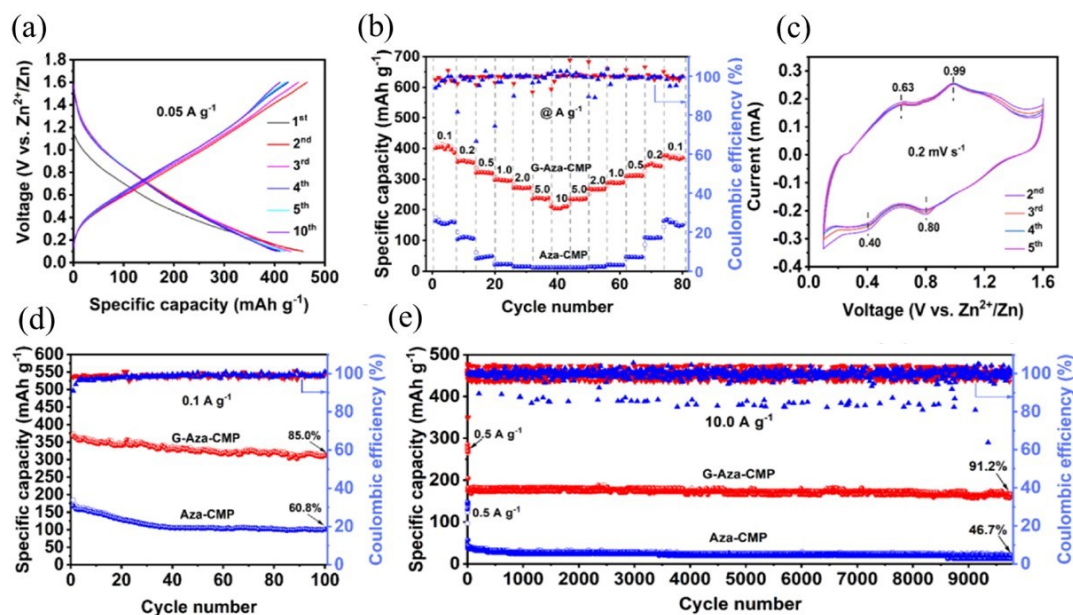 (a)
Voltage (V vs. Zn²⁺/Zn)
1.8
1.6
1.4
1.2
1.0
0.8
0.6
0.4
0.2
0.0
0.05 A g⁻¹
1ˢᵗ
2ⁿᵈ
3ʳᵈ
4ᵗʰ
5ᵗʰ
10ᵗʰ
0 100 200 300 400 500
Specific capacity (mAh g⁻¹)
(b)
Specific capacity (mAh g⁻¹)
700
600
500
400
300
200
100
0
@ A g⁻¹
0.1 0.2 0.5 1.0 2.0 5.0 10 5.0 2.0 1.0 0.5 0.2 0.1
G-Aza-CMP
Aza-CMP
0 20 40 60 80
Cycle number
100
80
60
40
20
0
Coulombic efficiency (%)
(c)
Current (mA)
0.3
0.2
0.1
0.0
-0.1
-0.2
-0.3
-0.4
0.63
0.99
0.2 mV s⁻¹
0.40
0.80
2ⁿᵈ
3ʳᵈ
4ᵗʰ
5ᵗʰ
0.0 0.4 0.8 1.2 1.6
Voltage (V vs. Zn²⁺/Zn)
(d)
Specific capacity (mAh g⁻¹)
600
550
500
450
400
350
300
250
200
150
100
50
0
0.1 A g⁻¹
85.0%
G-Aza-CMP
60.8%
Aza-CMP
0 20 40 60 80 100
Cycle number
100
80
60
40
20
0
Coulombic efficiency (%)
(e)
Specific capacity (mAh g⁻¹)
500
400
300
200
100
0
0.5 A g⁻¹
10.0 A g⁻¹
G-Aza-CMP
91.2%
0.5 A g⁻¹
Aza-CMP
46.7%
0 1000 2000 3000 4000 5000 6000 7000 8000 9000
Cycle number
100
80
60
40
20
0
Coulombic efficiency (%)